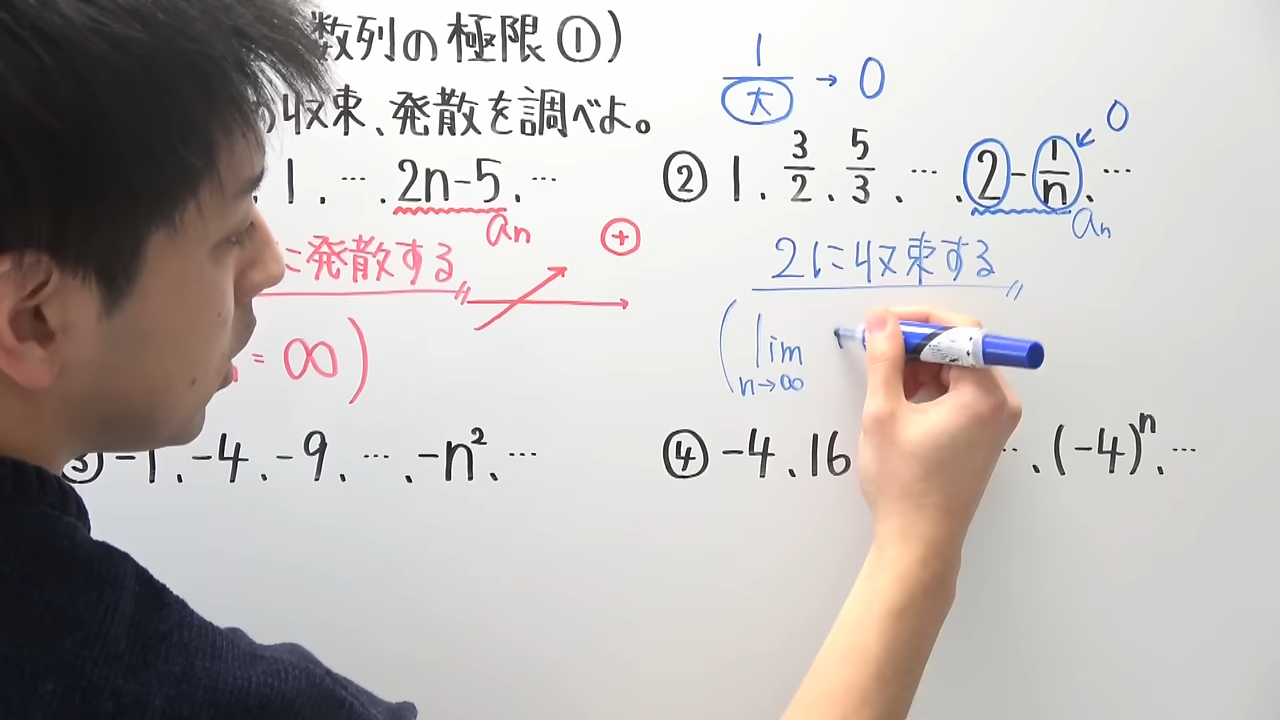 数列の極限①)
収束、発散を調べよ。
1. … .2n-5. …
an
に発散する
+
= ∞)
1/大 → 0
0
② 1. 3/2 . 5/3 . … . 2-1/n. …
an
2に収束する
(lim
n→∞
③ -1. -4. -9. … . -n². …
④ -4. 16
… . (-4)ⁿ. …